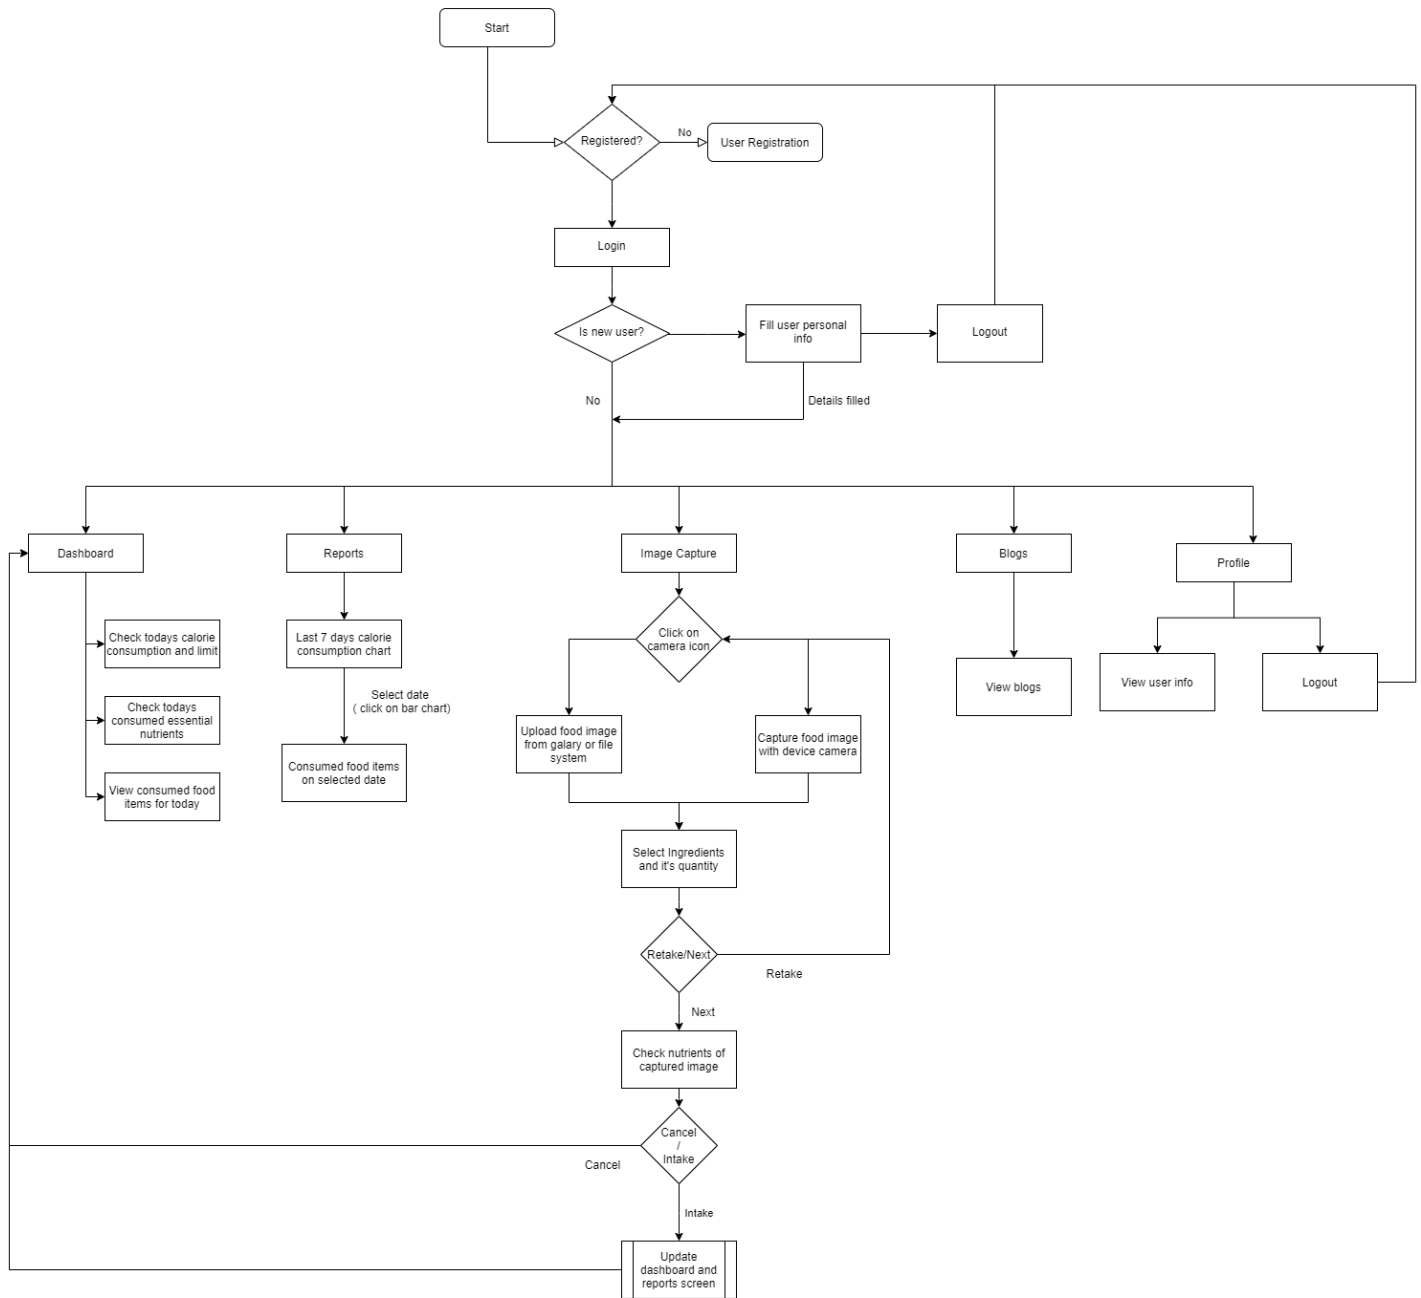 Start
Registered?
No
User Registration
Login
Is new user?
Fill user personal
info
Logout
No
Details filled
Dashboard
Reports
Image Capture
Blogs
Profile
Check todays calorie
consumption and limit
Last 7 days calorie
consumption chart
Click on
camera icon
View blogs
View user info
Logout
Check todays
consumed essential
nutrients
Select date
( click on bar chart)
Upload food image
from galary or file
system
Capture food image
with device camera
View consumed food
items for today
Consumed food items
on selected date
Select Ingredients
and it's quantity
Retake/Next
Retake
Next
Check nutrients of
captured image
Cancel
/
Intake
Cancel
Intake
Update
dashboard and
reports screen